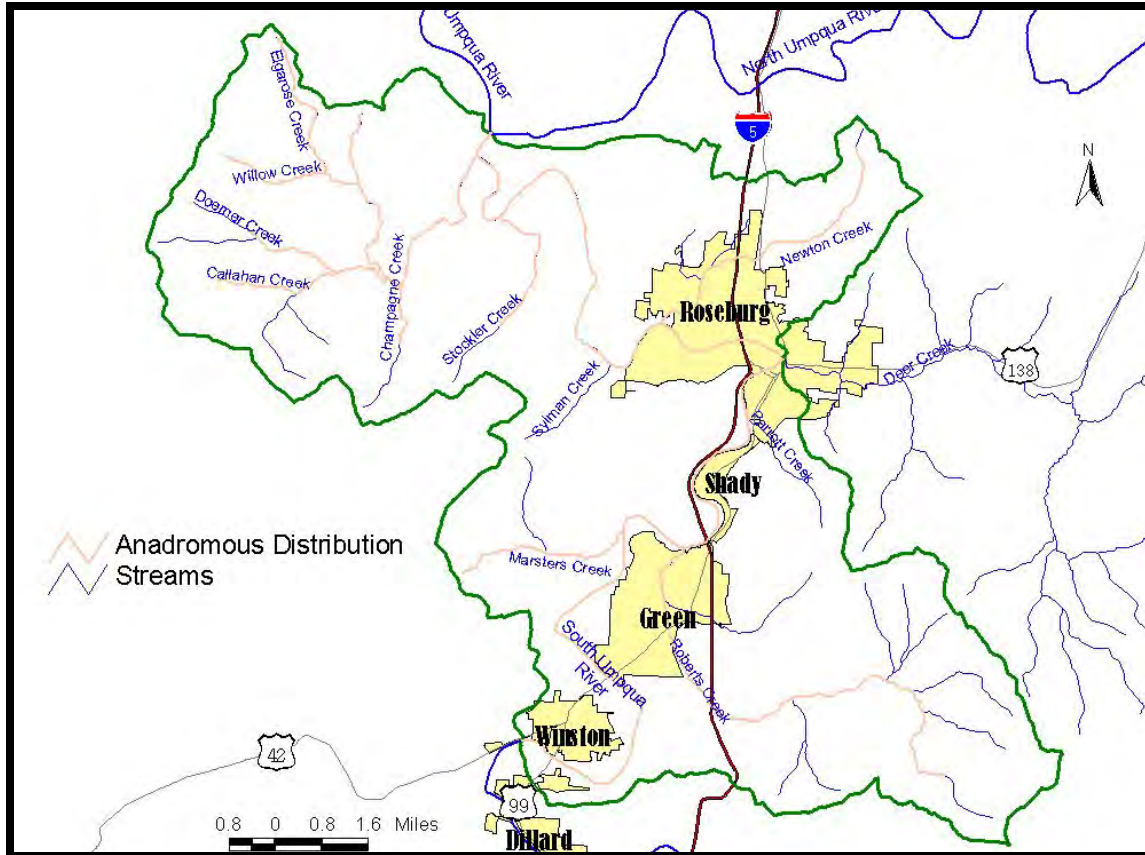 Umpqua River
North Umpqua River
5
N
Elgarose Creek
Willow Creek
Doerner Creek
Callahan Creek
Champagne Creek
Stockler Creek
Newton Creek
Roseburg
Deer Creek
138
Sylman Creek
Parrott Creek
Shady
Anadromous Distribution
Streams
Marsters Creek
Green
South Umpqua
River
Roberts Creek
Winston
42
99
Dillard
0.8 0 0.8 1.6 Miles